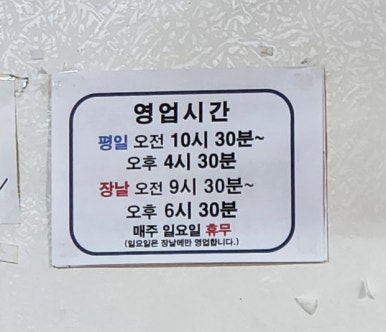 영업시간
평일 오전 10시 30분~
오후 4시 30분
장날 오전 9시 30분~
오후 6시 30분
매주 일요일 휴무
(일요일은 장날에만 영업합니다.)